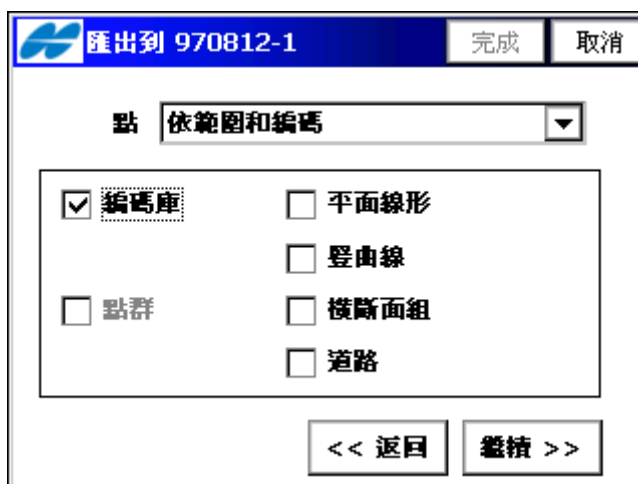 匯出到 970812-1 完成 取消
點 依範圍和編碼
編碼庫 平面線形
豎曲線
點群 橫斷面組
道路
<< 返回 繼續 >>